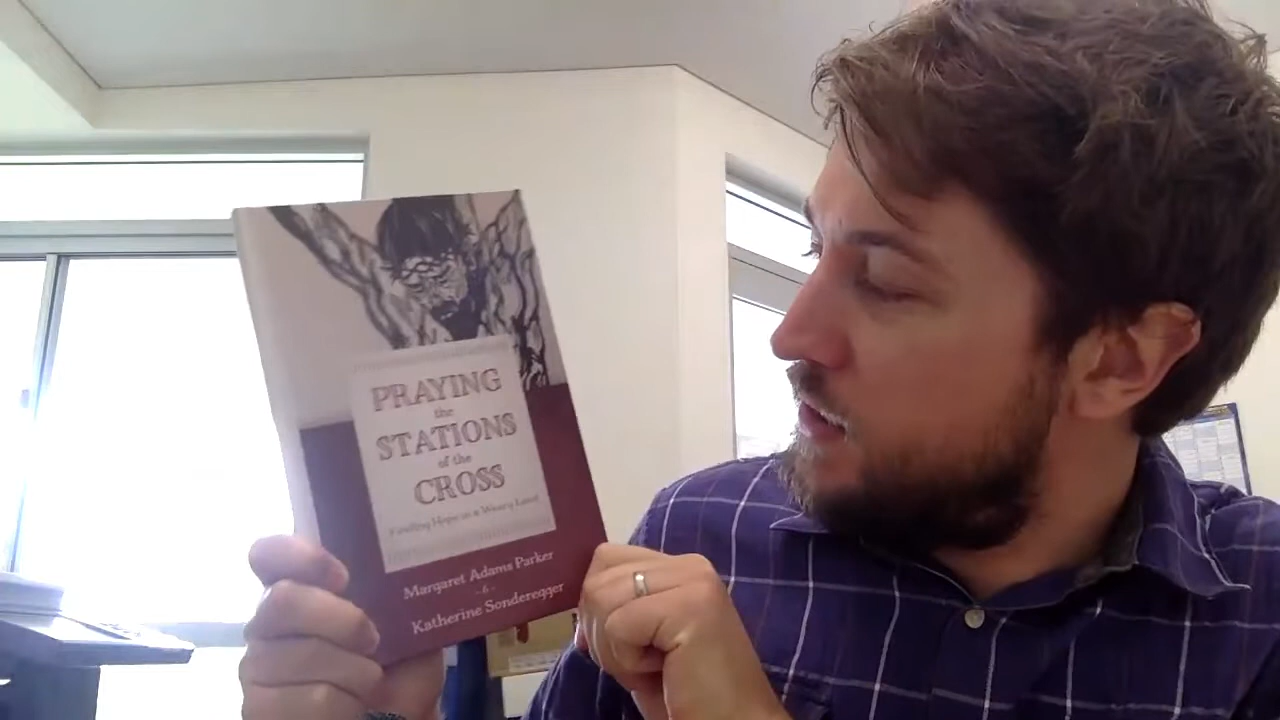 PRAYING
the
STATIONS
of the
CROSS
Finding Hope in a Weary Land
Margaret Adams Parker
- & -
Katherine Sonderegger